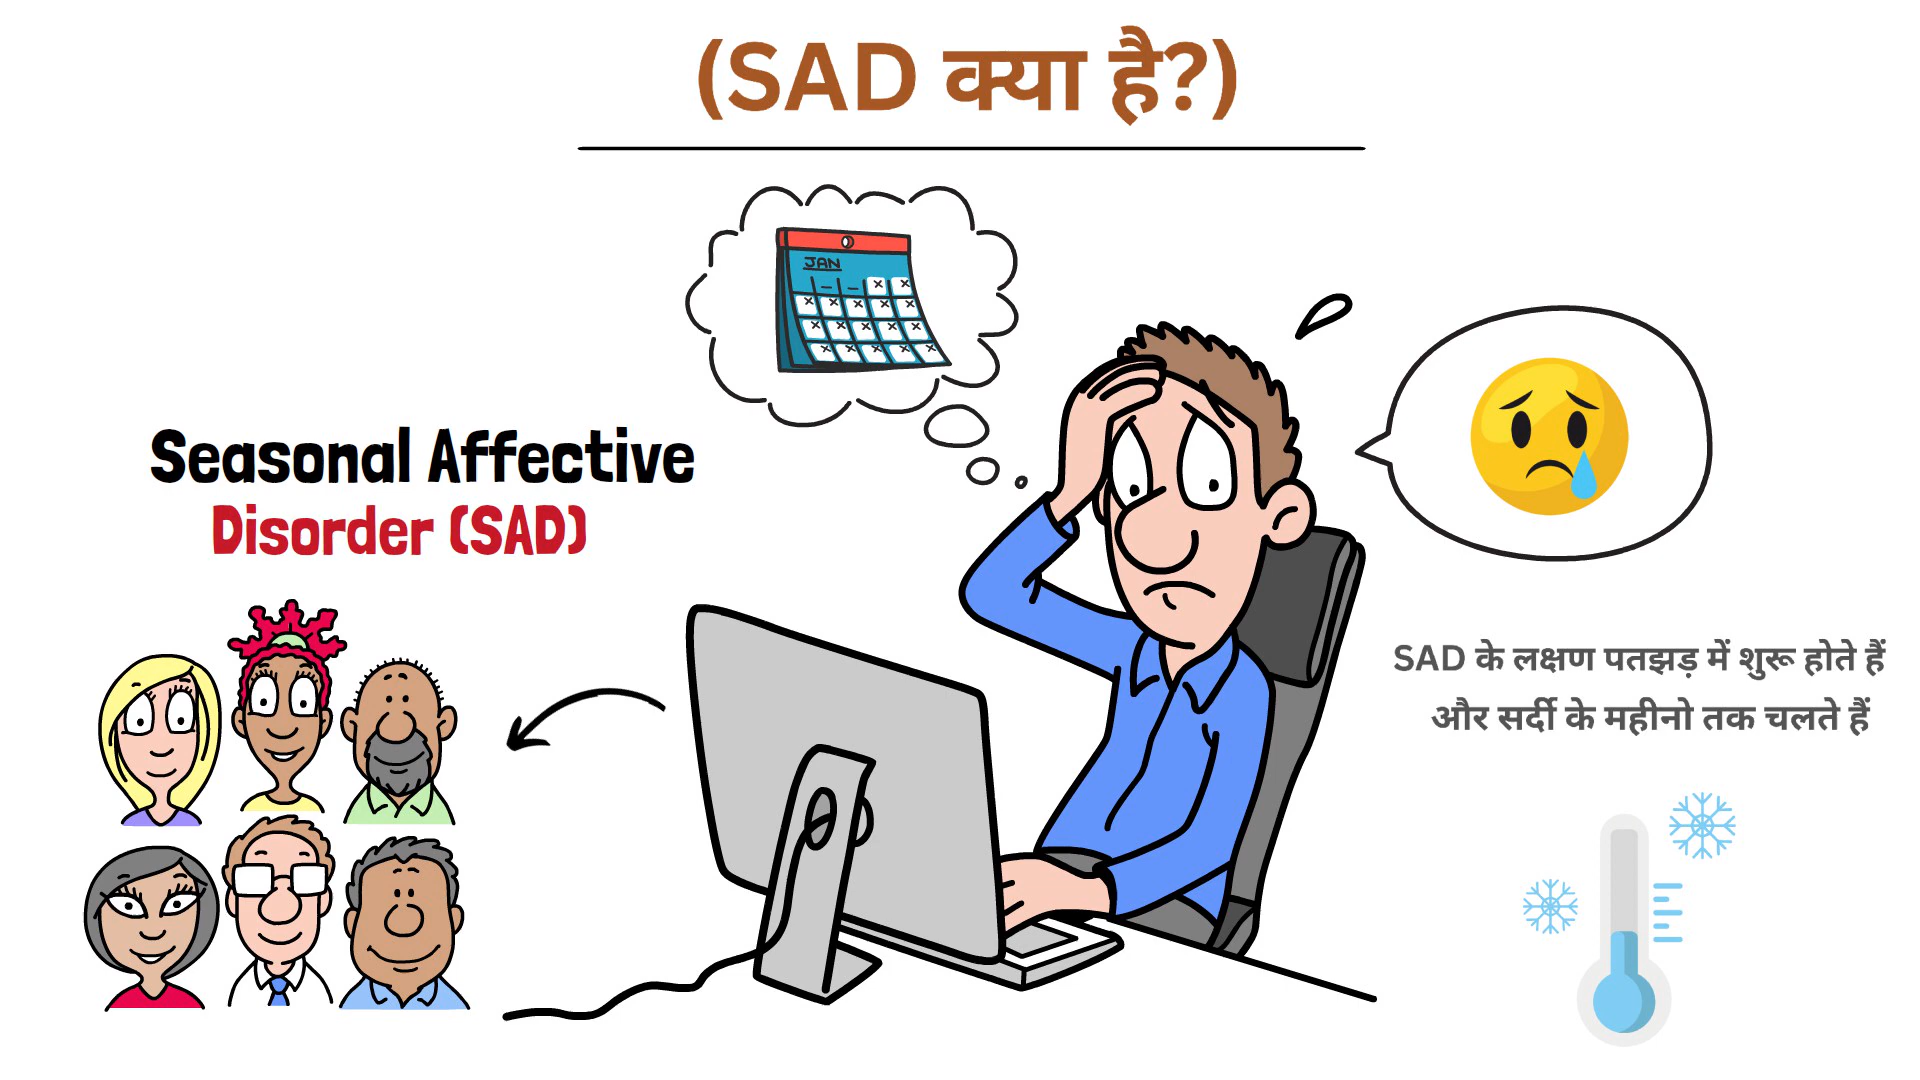 (SAD क्या है?)
JAN
Seasonal Affective
Disorder (SAD)
SAD के लक्षण पतझड़ में शुरू होते हैं
और सर्दी के महीनो तक चलते हैं